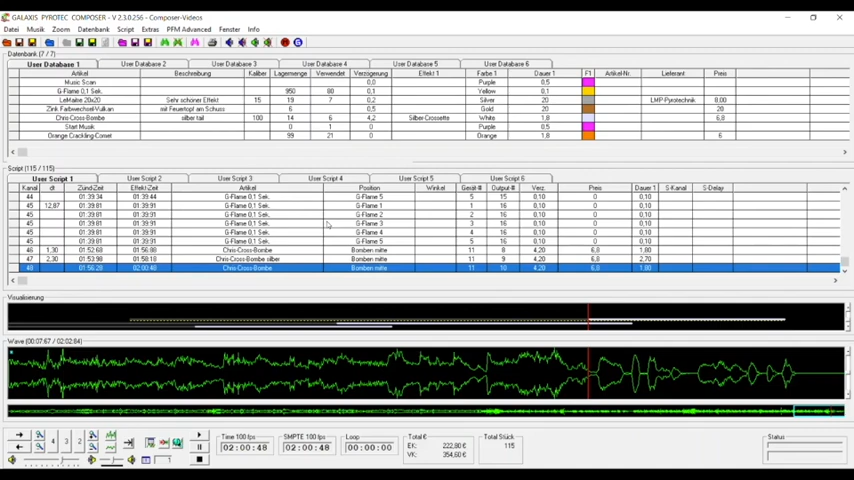 GALAXIS PYROTEC COMPOSER - V 2.3.0.256 - Composer-Videos
Datei Musik Zoom Datenbank Script Extras PFM Advanced Fenster Info
Datenbank (7 / 7)
User Database 1 User Database 2 User Database 3 User Database 4 User Database 5 User Database 6
Artikel Beschreibung Kaliber Lagermenge Verwendet Verzögerung Effekt 1 Farbe 1 Dauer 1 F1 Artikel-Nr. Lieferant Preis
Music Scan 0,0 Purple 0,5
G-Flame 0,1 Sek. 950 80 0,1 Yellow 0,1
LeMaitre 20x20 Sehr schöner Effekt 15 19 7 0,2 Silver 20 LMP-Pyrotechnik 8,00
Zink Farbwechsel-Vulkan mit Feuertopf am Schuss 6 0,5 Gold 20 20
Chris-Cross-Bombe silber tail 100 14 6 4,2 Silber-Crossette White 1,8 6,8
Start Musik 0 1 0 Purple 0,5
Orange Crackling-Comet 99 21 0 Orange 1,8 6
Script (115 / 115)
User Script 1 User Script 2 User Script 3 User Script 4 User Script 5 User Script 6
Kanal dt Zünd-Zeit Effekt-Zeit Artikel Position Winkel Gerät-# Output-# Verz. Preis Dauer 1 S-Kanal S-Delay
44 01:39:34 01:39:44 G-Flame 0,1 Sek. G-Flame 5 5 15 0,10 0 0,10
45 12,87 01:39:81 01:39:91 G-Flame 0,1 Sek. G-Flame 1 1 16 0,10 0 0,10
45 01:39:81 01:39:91 G-Flame 0,1 Sek. G-Flame 2 2 16 0,10 0 0,10
45 01:39:81 01:39:91 G-Flame 0,1 Sek. G-Flame 3 3 16 0,10 0 0,10
45 01:39:81 01:39:91 G-Flame 0,1 Sek. G-Flame 4 4 16 0,10 0 0,10
45 01:39:81 01:39:91 G-Flame 0,1 Sek. G-Flame 5 5 16 0,10 0 0,10
46 1,30 01:52:68 01:56:88 Chris-Cross-Bombe Bomben mitte 11 8 4,20 6,8 1,80
47 2,30 01:53:98 01:58:18 Chris-Cross-Bombe silber Bomben mitte 11 9 4,20 6,8 2,70
48 01:56:28 02:00:48 Chris-Cross-Bombe Bomben mitte 11 10 4,20 6,8 1,80
Visualisierung
Wave (00:07.67 / 02:02.84)
4 3 2 1
Time 100 fps SMPTE 100 fps Loop Total € Total Stück Status
02:00:48 02:00:48 00:00:00 EK: 222,80 € 115
VK: 354,60 €